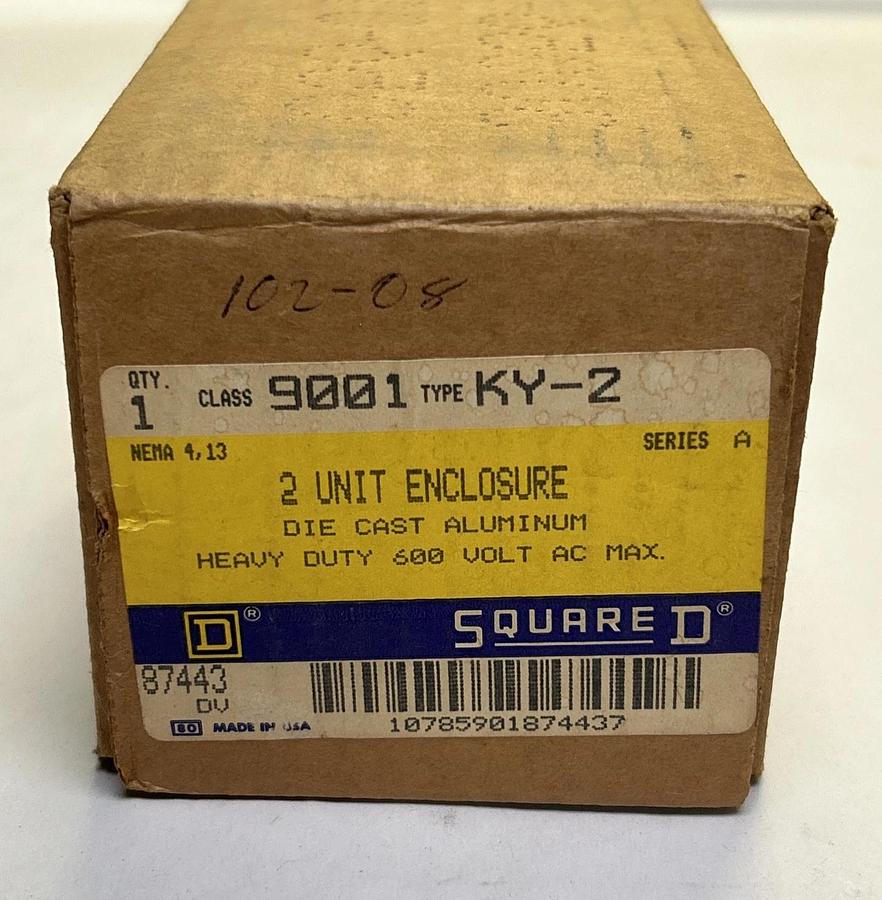 102-08
QTY.
1
CLASS 9001 TYPE KY-2
NEMA 4,13
SERIES A
2 UNIT ENCLOSURE
DIE CAST ALUMINUM
HEAVY DUTY 600 VOLT AC MAX.
D®
SQUARE D®
87443
DV
80 MADE IN USA
10785901874437